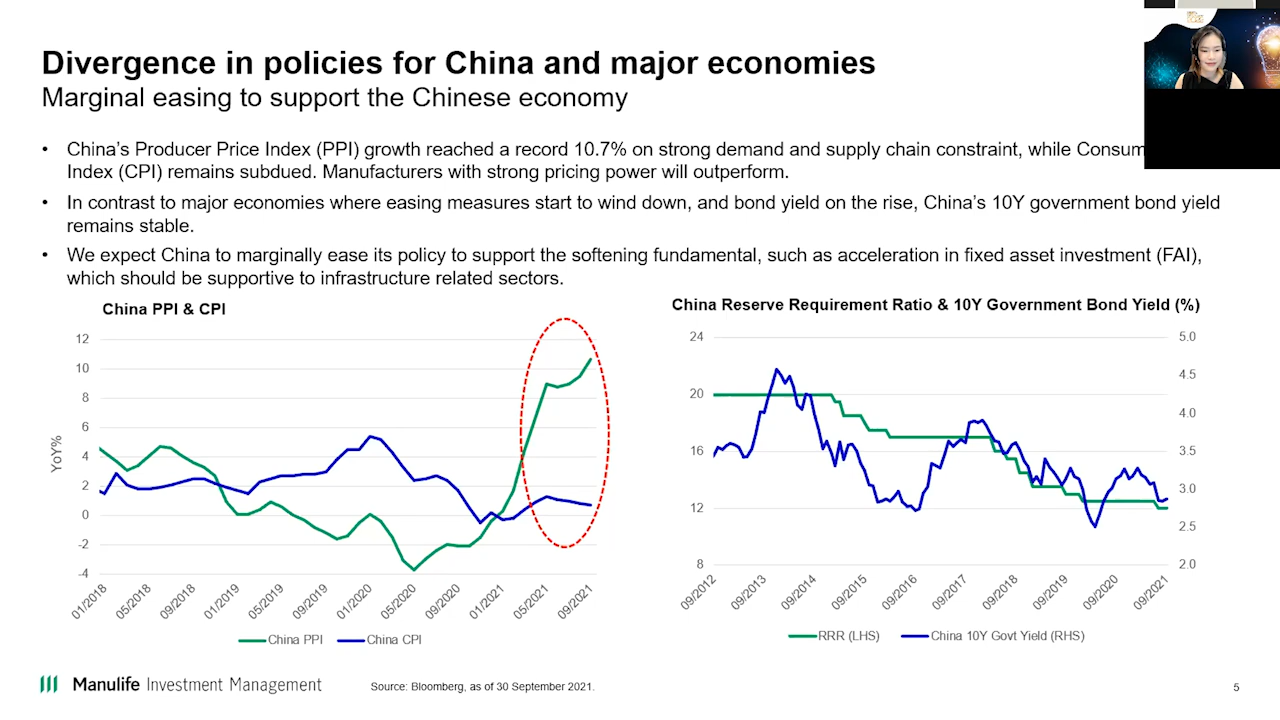 Divergence in policies for China and major economies
Marginal easing to support the Chinese economy
• China's Producer Price Index (PPI) growth reached a record 10.7% on strong demand and supply chain constraint, while Consum
Index (CPI) remains subdued. Manufacturers with strong pricing power will outperform.
• In contrast to major economies where easing measures start to wind down, and bond yield on the rise, China's 10Y government bond yield
remains stable.
• We expect China to marginally ease its policy to support the softening fundamental, such as acceleration in fixed asset investment (FAI),
which should be supportive to infrastructure related sectors.
China PPI & CPI
12
10
8
6
4
2
0
-2
-4
YoY%
01/2018
05/2018
09/2018
01/2019
05/2019
09/2019
01/2020
05/2020
09/2020
01/2021
05/2021
09/2021
China PPI
China CPI
China Reserve Requirement Ratio & 10Y Government Bond Yield (%)
24
20
16
12
8
5.0
4.5
4.0
3.5
3.0
2.5
2.0
09/2012
09/2013
09/2014
09/2015
09/2016
09/2017
09/2018
09/2019
09/2020
09/2021
RRR (LHS)
China 10Y Govt Yield (RHS)
Manulife Investment Management
Source: Bloomberg, as of 30 September 2021.
5